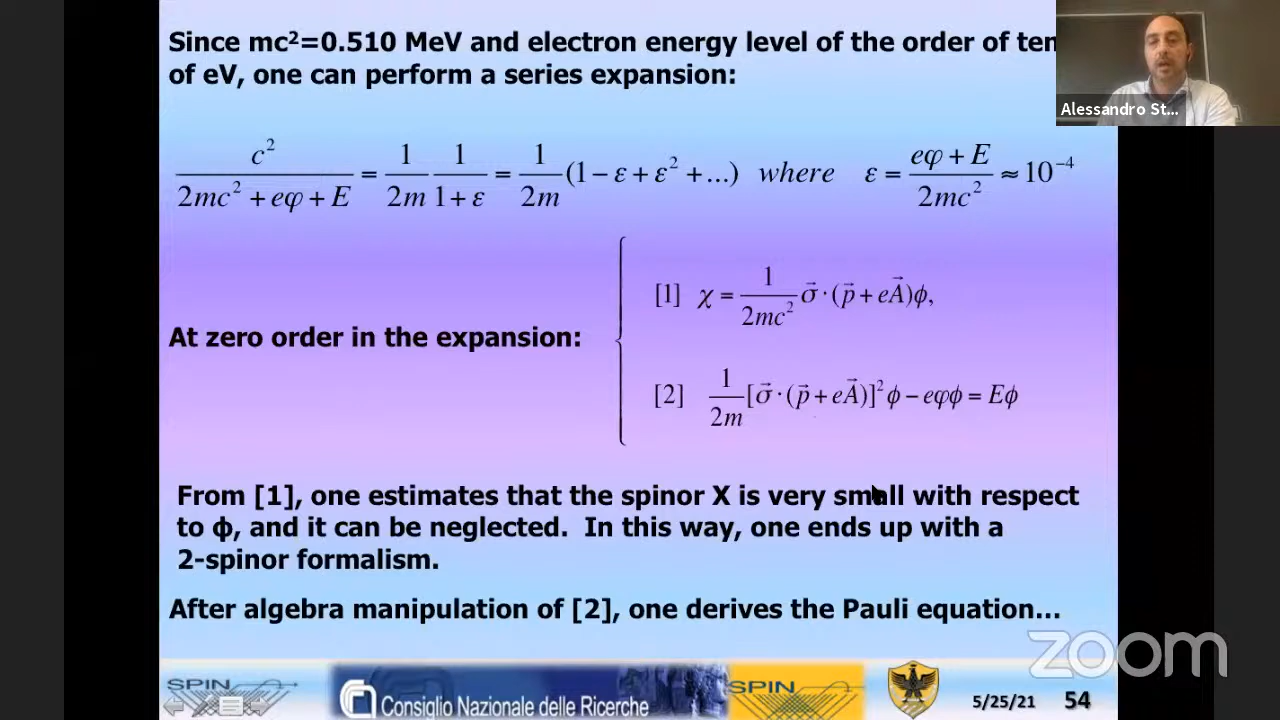 Since mc²=0.510 MeV and electron energy level of the order of ten
of eV, one can perform a series expansion:
Alessandro St...
c² / (2mc² + eφ + E) = 1/2m 1/(1+ε) = 1/2m (1 − ε + ε² + ...) where ε = (eφ + E) / 2mc² ≈ 10⁻⁴
At zero order in the expansion:
[1] χ = 1/2mc² σ⃗ · (p⃗ + eA⃗)ϕ,
[2] 1/2m [σ⃗ · (p⃗ + eA⃗)]² ϕ − eφϕ = Eϕ
From [1], one estimates that the spinor X is very small with respect
to ϕ, and it can be neglected. In this way, one ends up with a
2-spinor formalism.
After algebra manipulation of [2], one derives the Pauli equation...
zoom
SPIN
Consiglio Nazionale delle Ricerche
SPIN
5/25/21 54